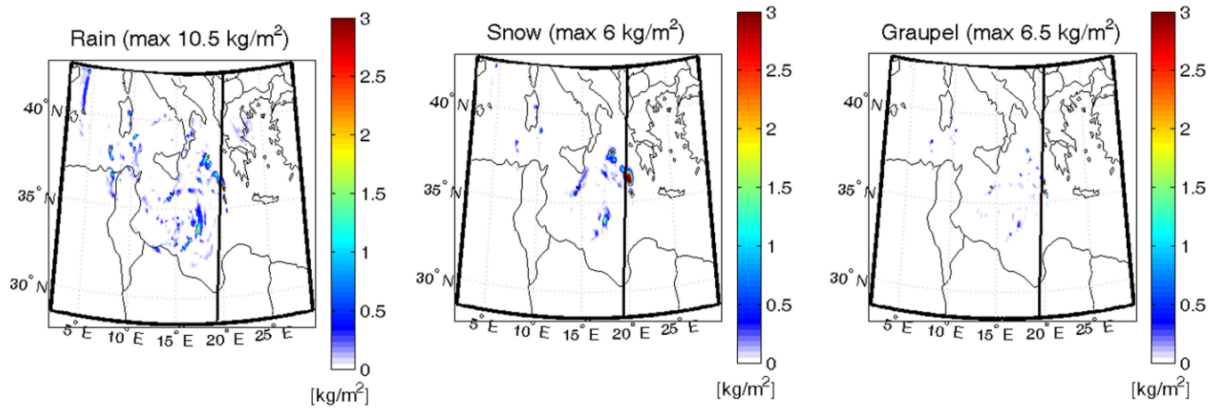 Rain (max 10.5 kg/m²)
40° N
35° N
30° N
5° E
10° E
15° E
20° E
25° E
3
2.5
2
1.5
1
0.5
0
[kg/m²]
Snow (max 6 kg/m²)
40° N
35° N
30° N
5° E
10° E
15° E
20° E
25° E
3
2.5
2
1.5
1
0.5
0
[kg/m²]
Graupel (max 6.5 kg/m²)
40° N
35° N
30° N
5° E
10° E
15° E
20° E
25° E
3
2.5
2
1.5
1
0.5
0
[kg/m²]